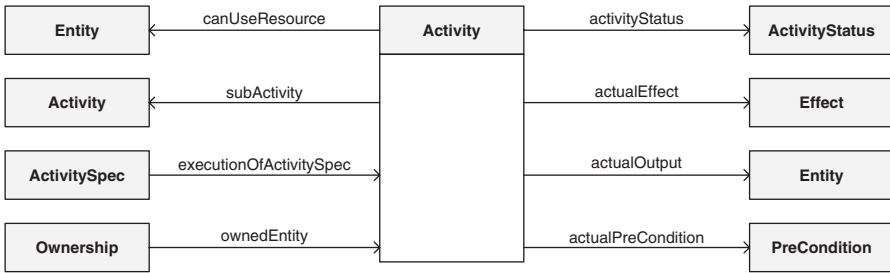 Entity canUseResource Activity activityStatus ActivityStatus
Activity subActivity actualEffect Effect
ActivitySpec executionOfActivitySpec actualOutput Entity
Ownership ownedEntity actualPreCondition PreCondition